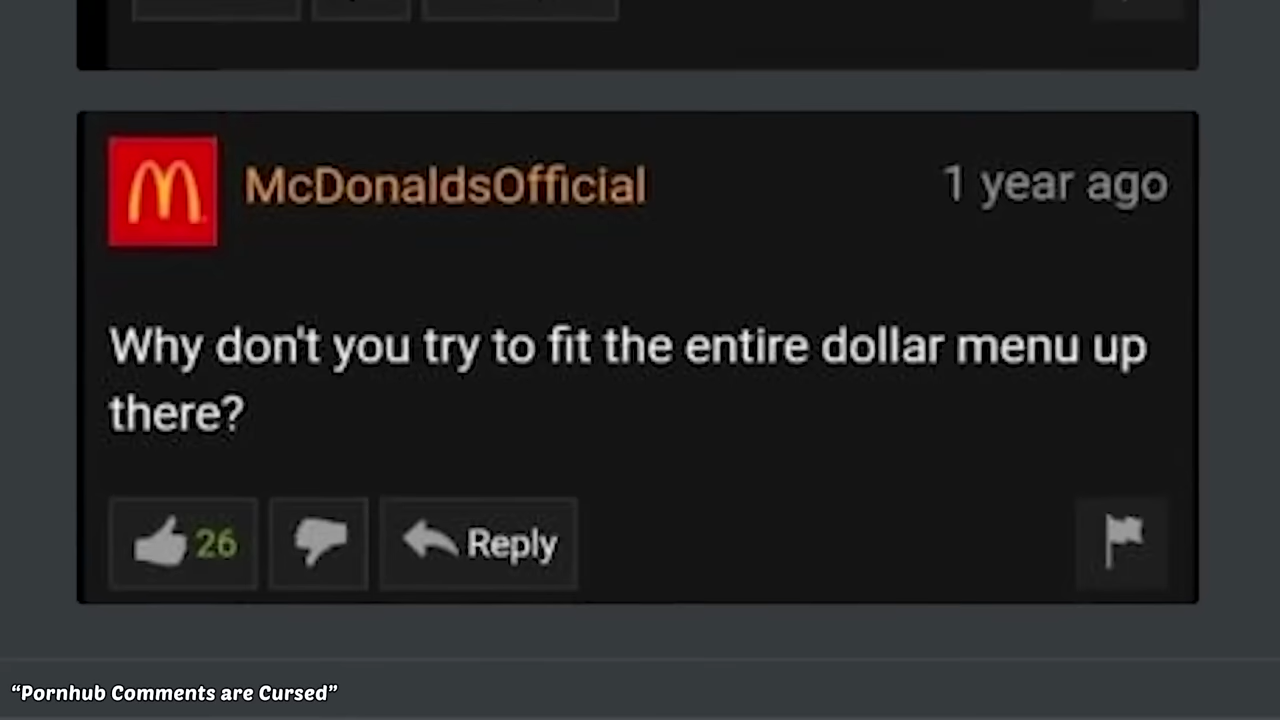 McDonaldsOfficial
1 year ago
Why don't you try to fit the entire dollar menu up
there?
26
Reply
“Pornhub Comments are Cursed”